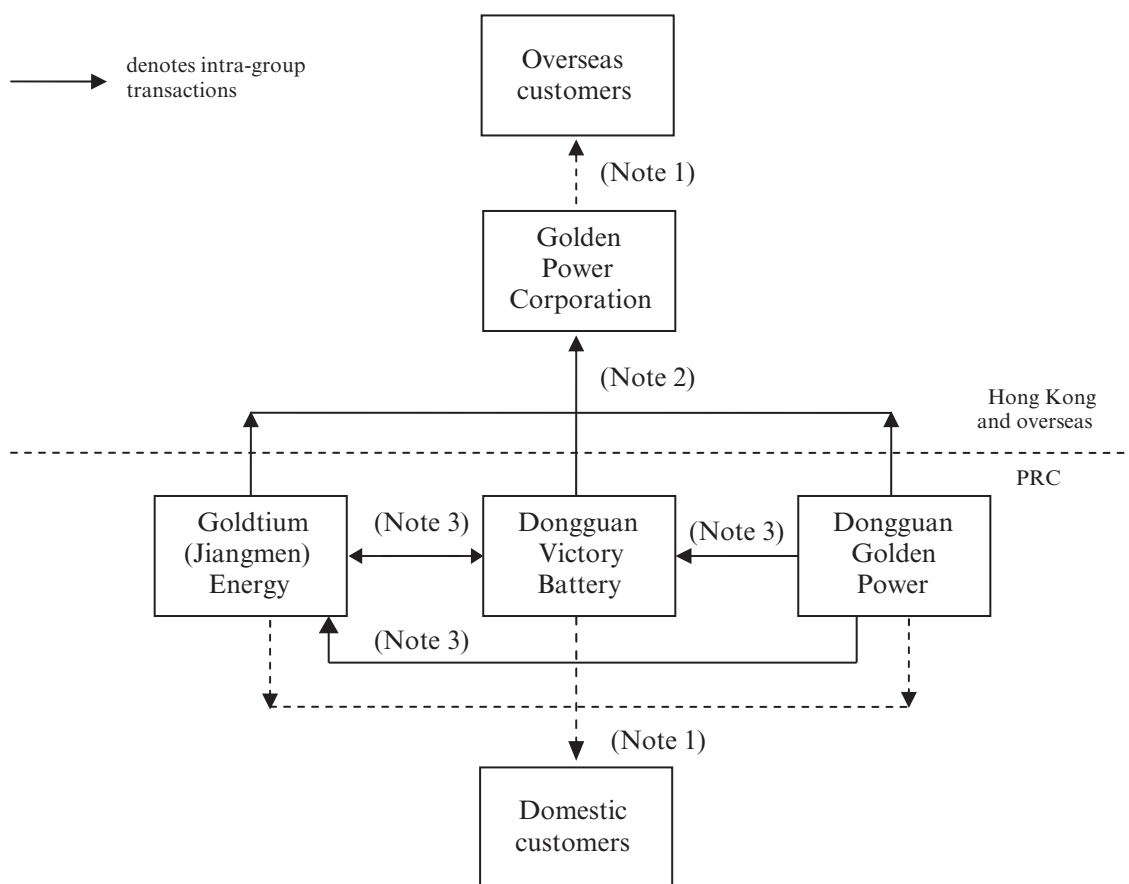 denotes intra-group
transactions
Overseas
customers
(Note 1)
Golden
Power
Corporation
(Note 2)
Hong Kong
and overseas
PRC
Goldtium
(Jiangmen)
Energy
(Note 3)
Dongguan
Victory
Battery
(Note 3)
Dongguan
Golden
Power
(Note 3)
(Note 1)
Domestic
customers